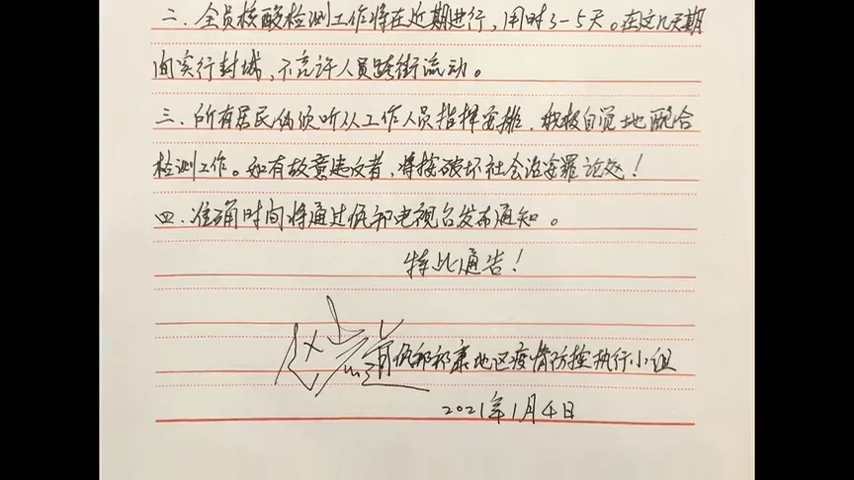 二.全员核酸检测工作将在近期进行,用时3-5天。在这几天期
间实行封城,不允许人员跨街流动。
三.所有居民必须听从工作人员指挥安排.积极自觉地配合
检测工作。如有故意违反者,将按破坏社会治安罪论处!
四.准确时间将通过佤邦电视台发布通知。
特此通告!
佤邦邦康地区疫情防控执行小组
2021年1月4日